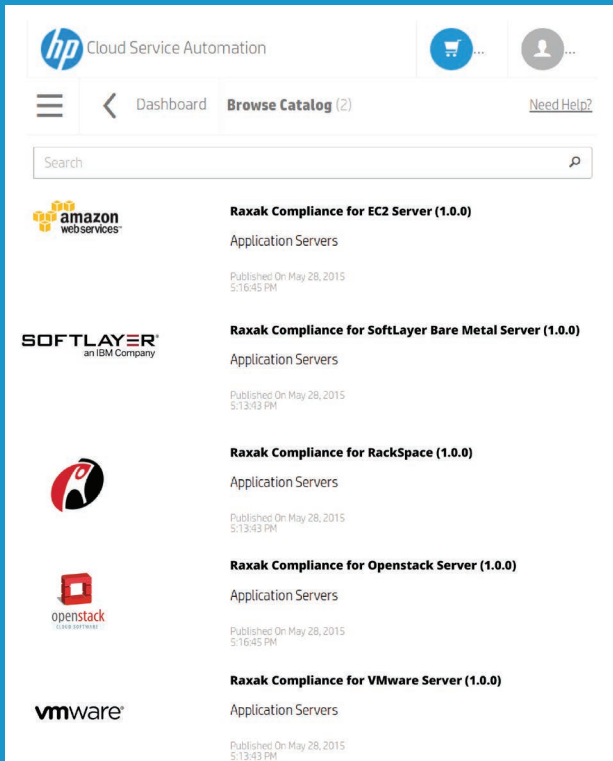 hp Cloud Service Automation
...
...
Dashboard Browse Catalog (2) Need Help?
Search
amazon
webservices™
Raxak Compliance for EC2 Server (1.0.0)
Application Servers
Published On May 28, 2015
5:16:45 PM
SOFTLAYER®
an IBM Company
Raxak Compliance for SoftLayer Bare Metal Server (1.0.0)
Application Servers
Published On May 28, 2015
5:13:43 PM
Raxak Compliance for RackSpace (1.0.0)
Application Servers
Published On May 28, 2015
5:13:43 PM
openstack
CLOUD SOFTWARE
Raxak Compliance for Openstack Server (1.0.0)
Application Servers
Published On May 28, 2015
5:16:45 PM
vmware®
Raxak Compliance for VMware Server (1.0.0)
Application Servers
Published On May 28, 2015
5:13:43 PM